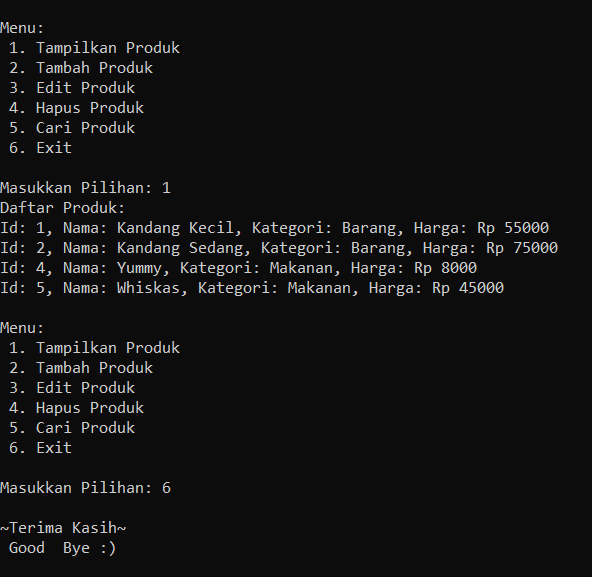 Menu:
 1. Tampilkan Produk
 2. Tambah Produk
 3. Edit Produk
 4. Hapus Produk
 5. Cari Produk
 6. Exit

Masukkan Pilihan: 1
Daftar Produk:
Id: 1, Nama: Kandang Kecil, Kategori: Barang, Harga: Rp 55000
Id: 2, Nama: Kandang Sedang, Kategori: Barang, Harga: Rp 75000
Id: 4, Nama: Yummy, Kategori: Makanan, Harga: Rp 8000
Id: 5, Nama: Whiskas, Kategori: Makanan, Harga: Rp 45000

Menu:
 1. Tampilkan Produk
 2. Tambah Produk
 3. Edit Produk
 4. Hapus Produk
 5. Cari Produk
 6. Exit

Masukkan Pilihan: 6

~Terima Kasih~
 Good  Bye :)